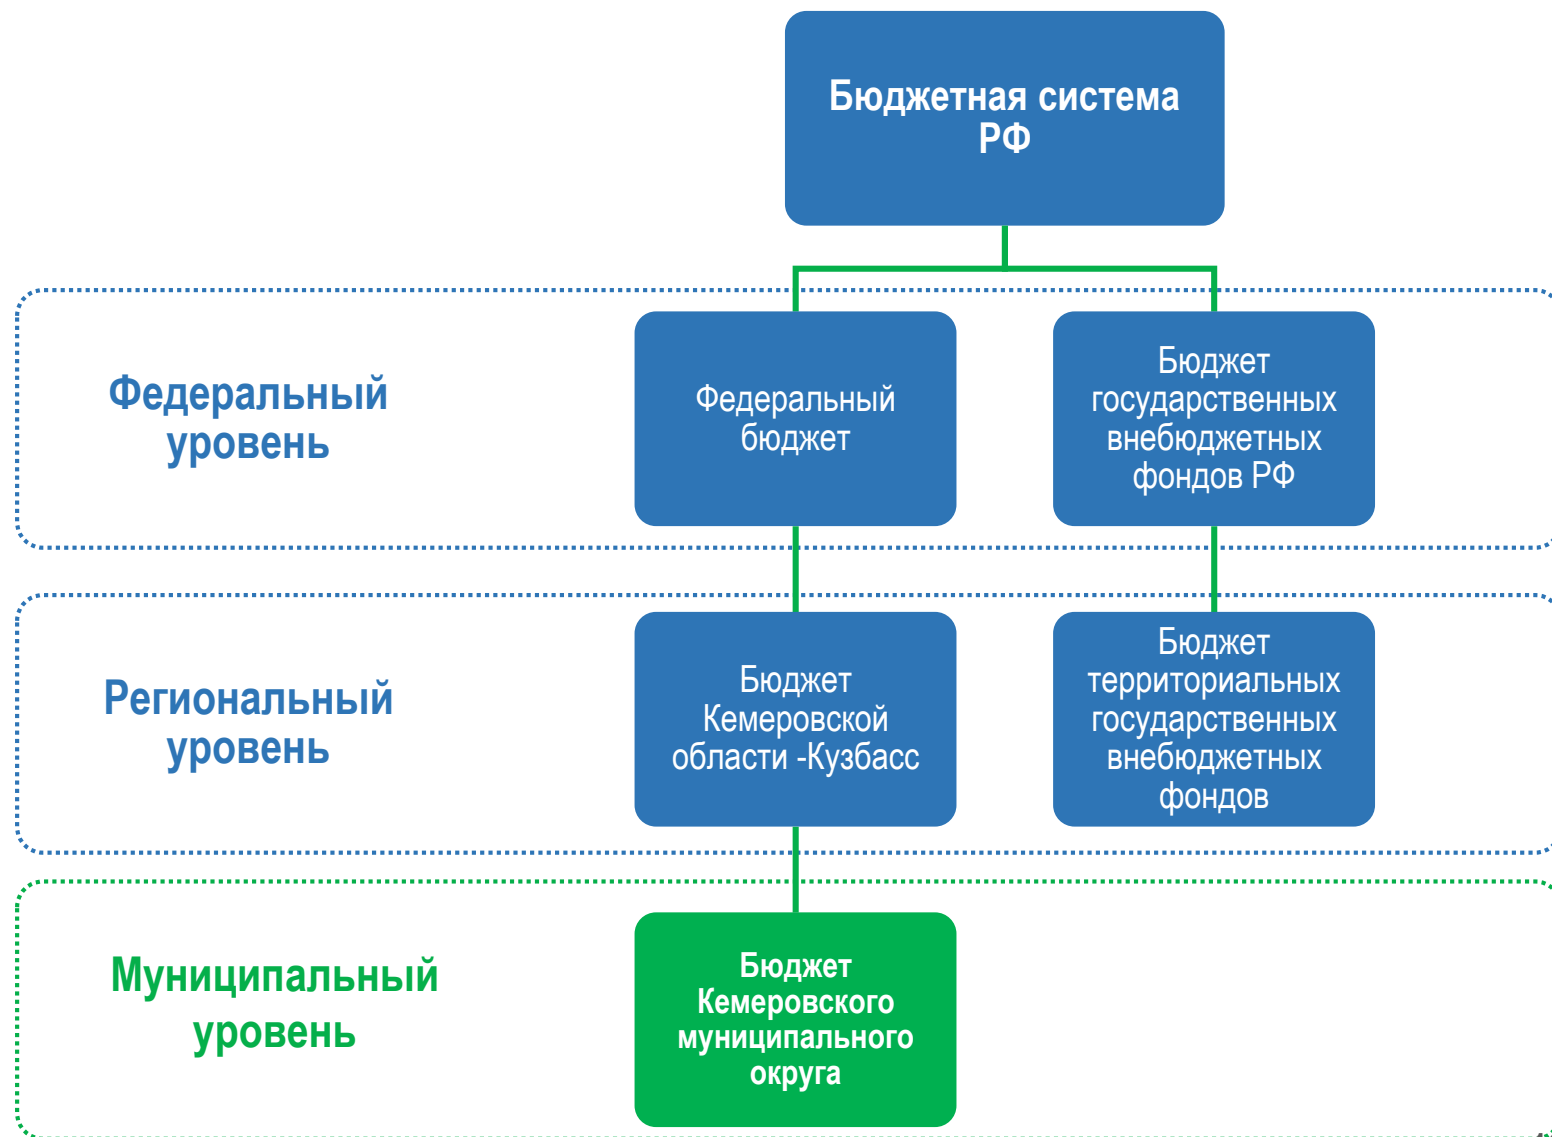 Бюджетная система
РФ
Федеральный
уровень
Федеральный
бюджет
Бюджет
государственных
внебюджетных
фондов РФ
Региональный
уровень
Бюджет
Кемеровской
области -Кузбасс
Бюджет
территориальных
государственных
внебюджетных
фондов
Муниципальный
уровень
Бюджет
Кемеровского
муниципального
округа